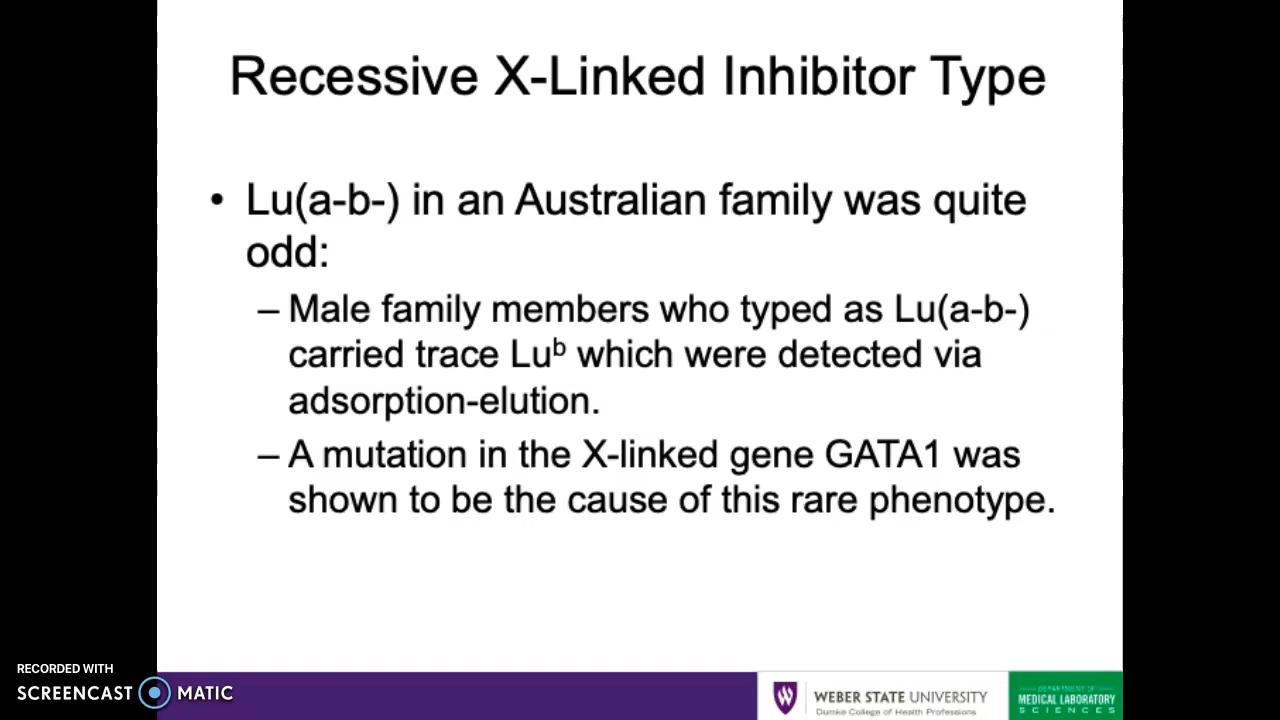 Recessive X-Linked Inhibitor Type
• Lu(a-b-) in an Australian family was quite
odd:
– Male family members who typed as Lu(a-b-)
carried trace Luᵇ which were detected via
adsorption-elution.
– A mutation in the X-linked gene GATA1 was
shown to be the cause of this rare phenotype.
RECORDED WITH
SCREENCAST MATIC
WEBER STATE UNIVERSITY
Dumke College of Health Professions
DEPARTMENT OF
MEDICAL LABORATORY
SCIENCES